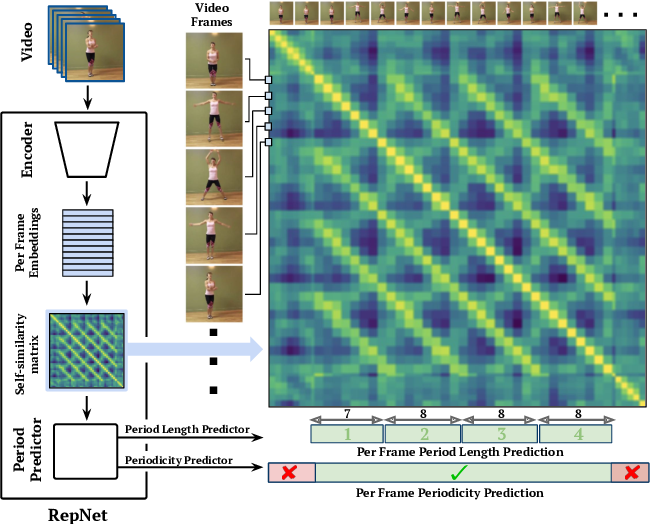 Video
Frames
Video
Encoder
Per Frame
Embeddings
Self-similarity
matrix
Period
Predictor
RepNet
Period Length Predictor
Periodicity Predictor
7 8 8 8
1 2 3 4
Per Frame Period Length Prediction
Per Frame Periodicity Prediction